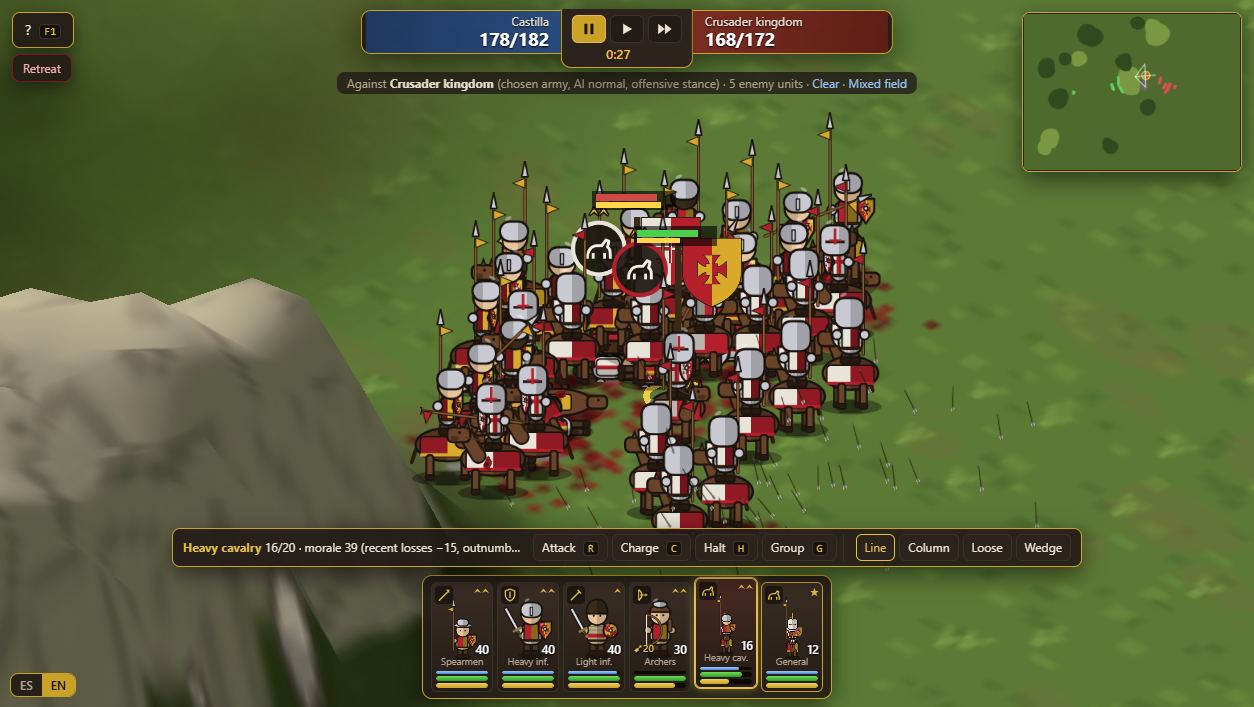 ? F1
Retreat
Castilla
178/182
0:27
Crusader kingdom
168/172
Against Crusader kingdom (chosen army, AI normal, offensive stance) · 5 enemy units · Clear · Mixed field
Heavy cavalry 16/20 · morale 39 (recent losses −15, outnumb...
Attack R
Charge C
Halt H
Group G
Line
Column
Loose
Wedge
40
Spearmen
40
Heavy inf.
40
Light inf.
20 30
Archers
16
Heavy cav.
12
General
ES EN